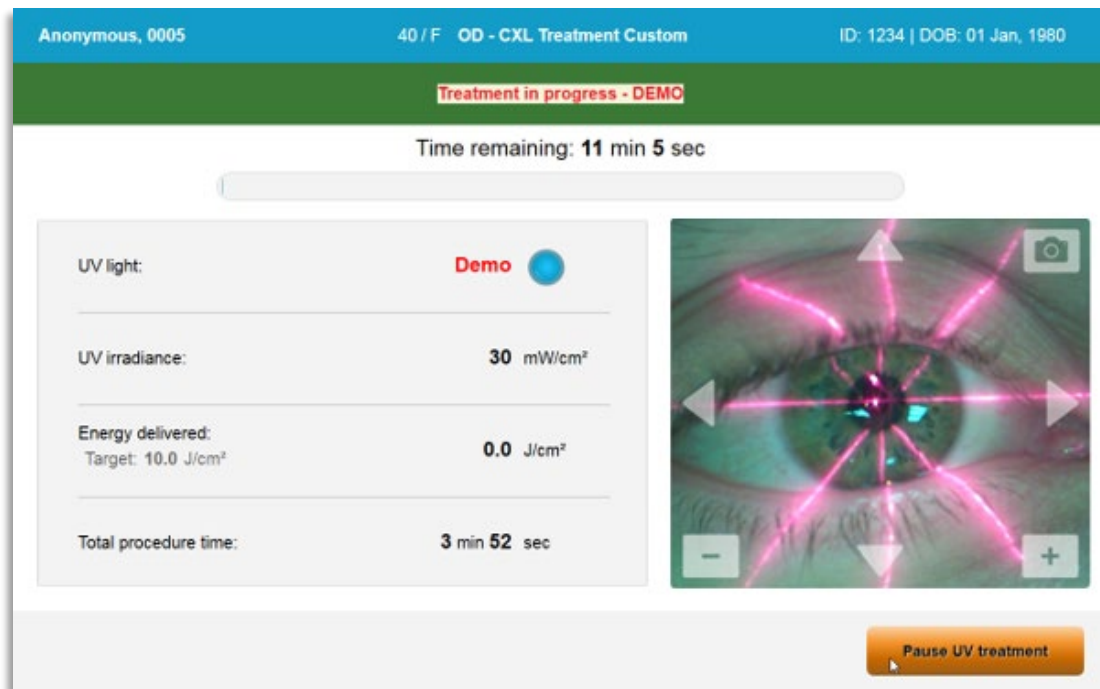 Anonymous, 0005 40 / F OD - CXL Treatment Custom ID: 1234 | DOB: 01 Jan, 1980
Treatment in progress - DEMO
Time remaining: 11 min 5 sec
UV light: Demo
UV irradiance: 30 mW/cm²
Energy delivered:
Target: 10.0 J/cm²
0.0 J/cm²
Total procedure time: 3 min 52 sec
Pause UV treatment